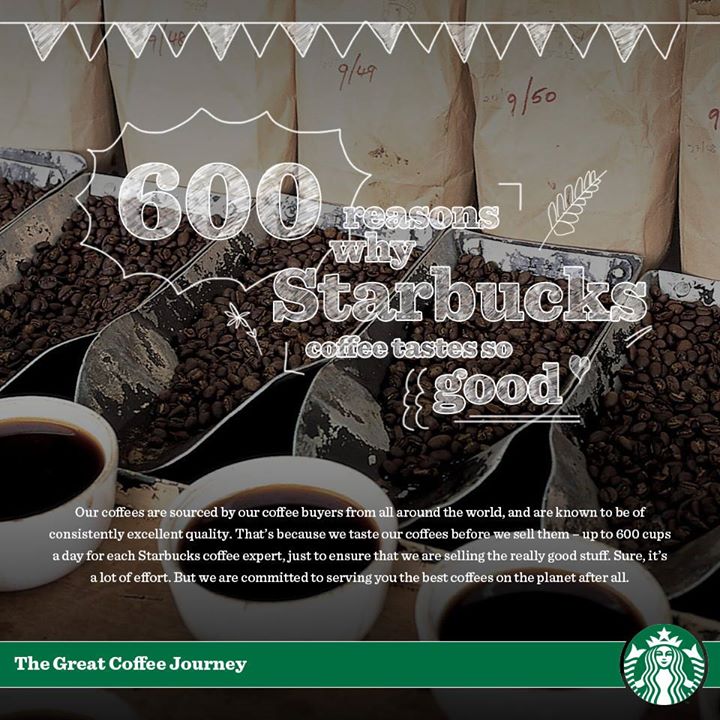 9/48
9/49
9/50
600 reasons
why
Starbucks
coffee tastes so
good
Our coffees are sourced by our coffee buyers from all around the world, and are known to be of
consistently excellent quality. That's because we taste our coffees before we sell them – up to 600 cups
a day for each Starbucks coffee expert, just to ensure that we are selling the really good stuff. Sure, it's
a lot of effort. But we are committed to serving you the best coffees on the planet after all.
The Great Coffee Journey